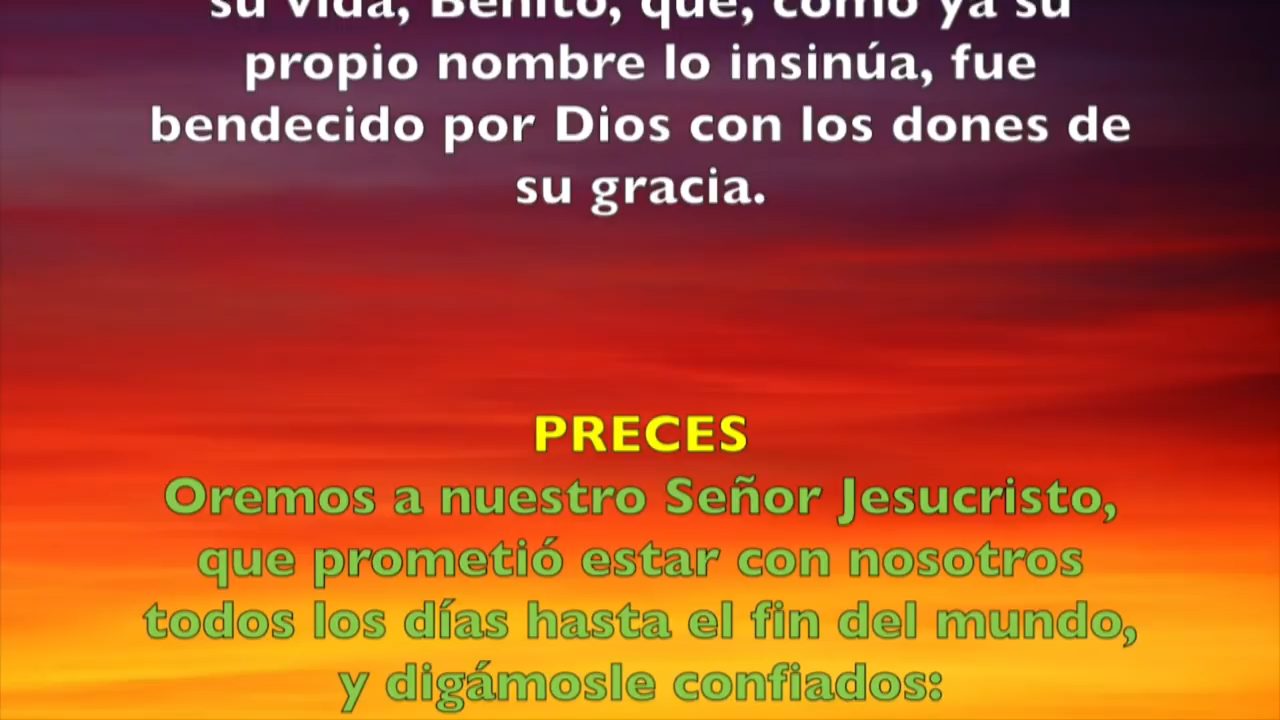 su vida, Benito, que, como ya su
propio nombre lo insinúa, fue
bendecido por Dios con los dones de
su gracia.
PRECES
Oremos a nuestro Señor Jesucristo,
que prometió estar con nosotros
todos los días hasta el fin del mundo,
y digámosle confiados: